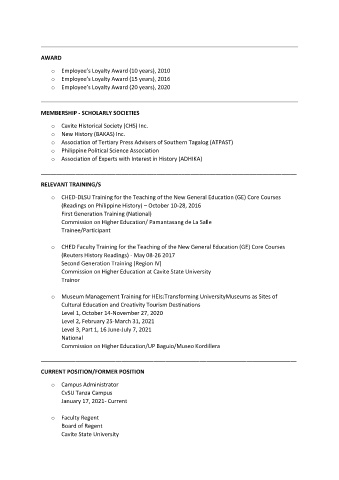 AWARD
o Employee's Loyalty Award (10 years), 2010
o Employee's Loyalty Award (15 years), 2016
o Employee's Loyalty Award (20 years), 2020
MEMBERSHIP - SCHOLARLY SOCIETIES
o Cavite Historical Society (CHS) Inc.
o New History (BAKAS) Inc.
o Association of Tertiary Press Advisers of Southern Tagalog (ATPAST)
o Philippine Political Science Association
o Association of Experts with Interest in History (ADHIKA)
RELEVANT TRAINING/S
o CHED-DLSU Training for the Teaching of the New General Education (GE) Core Courses
(Readings on Philippine History) – October 10-28, 2016
First Generation Training (National)
Commission on Higher Education/ Pamantasang de La Salle
Trainee/Participant
o CHED Faculty Training for the Teaching of the New General Education (GE) Core Courses
(Reuters History Readings) - May 08-26 2017
Second Generation Training (Region IV)
Commission on Higher Education at Cavite State University
Trainor
o Museum Management Training for HEIs:Transforming UniversityMuseums as Sites of
Cultural Education and Creativity Tourism Destinations
Level 1, October 14-November 27, 2020
Level 2, February 25-March 31, 2021
Level 3, Part 1, 16 June-July 7, 2021
National
Commission on Higher Education/UP Baguio/Museo Kordillera
CURRENT POSITION/FORMER POSITION
o Campus Administrator
CvSU Tanza Campus
January 17, 2021- Current
o Faculty Regent
Board of Regent
Cavite State University